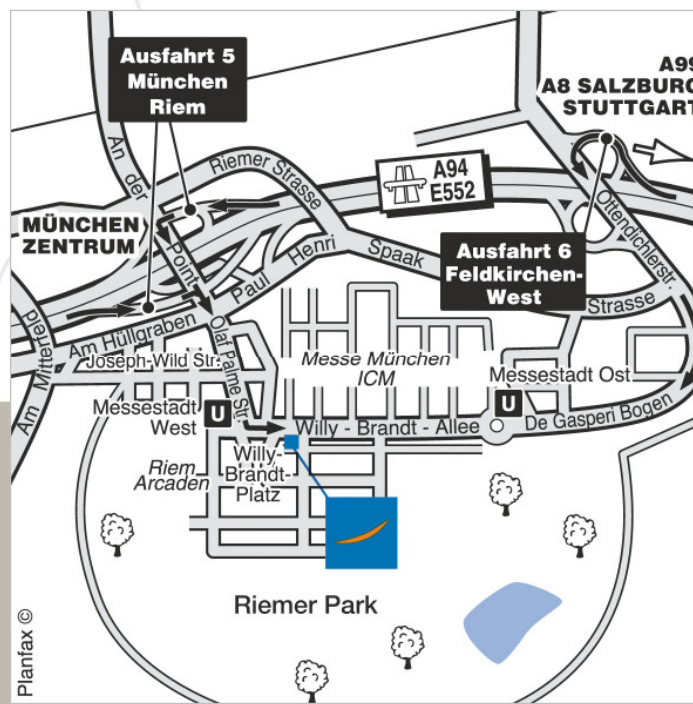 Ausfahrt 5
München
Riem
A99
A8 SALZBURG
STUTTGART
An der
Point
Riemer Strasse
A94
E552
MÜNCHEN
ZENTRUM
Ottendichlerstr.
Ausfahrt 6
Feldkirchen-
West
Paul Henri Spaak Strasse
Am Mitterfeld
Am Hüllgraben
Olaf Palme Str.
Joseph-Wild Str.
Messe München
ICM
Messestadt Ost
U
Messestadt
West
U
Willy - Brandt - Allee
De Gasperi Bogen
Riem
Arcaden
Willy-
Brandt-
Platz
Riemer Park
Planfax ©